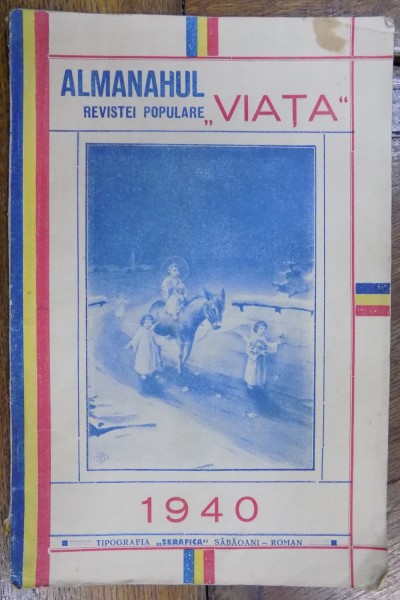 ALMANAHUL
REVISTEI POPULARE „VIAȚA“
1940
TIPOGRAFIA „SERAFICA“ SĂBĂOANI – ROMAN